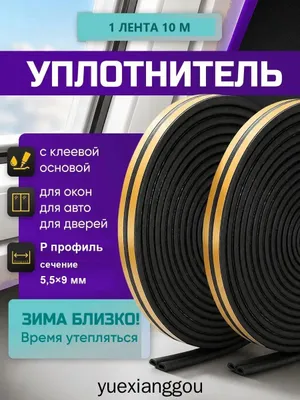 1 ЛЕНТА 10 М
УПЛОТНИТЕЛЬ
с клеевой
основой
для окон
для авто
для дверей
Р профиль
сечение
5,5×9 мм
ЗИМА БЛИЗКО!
Время утепляться
yuexianggou